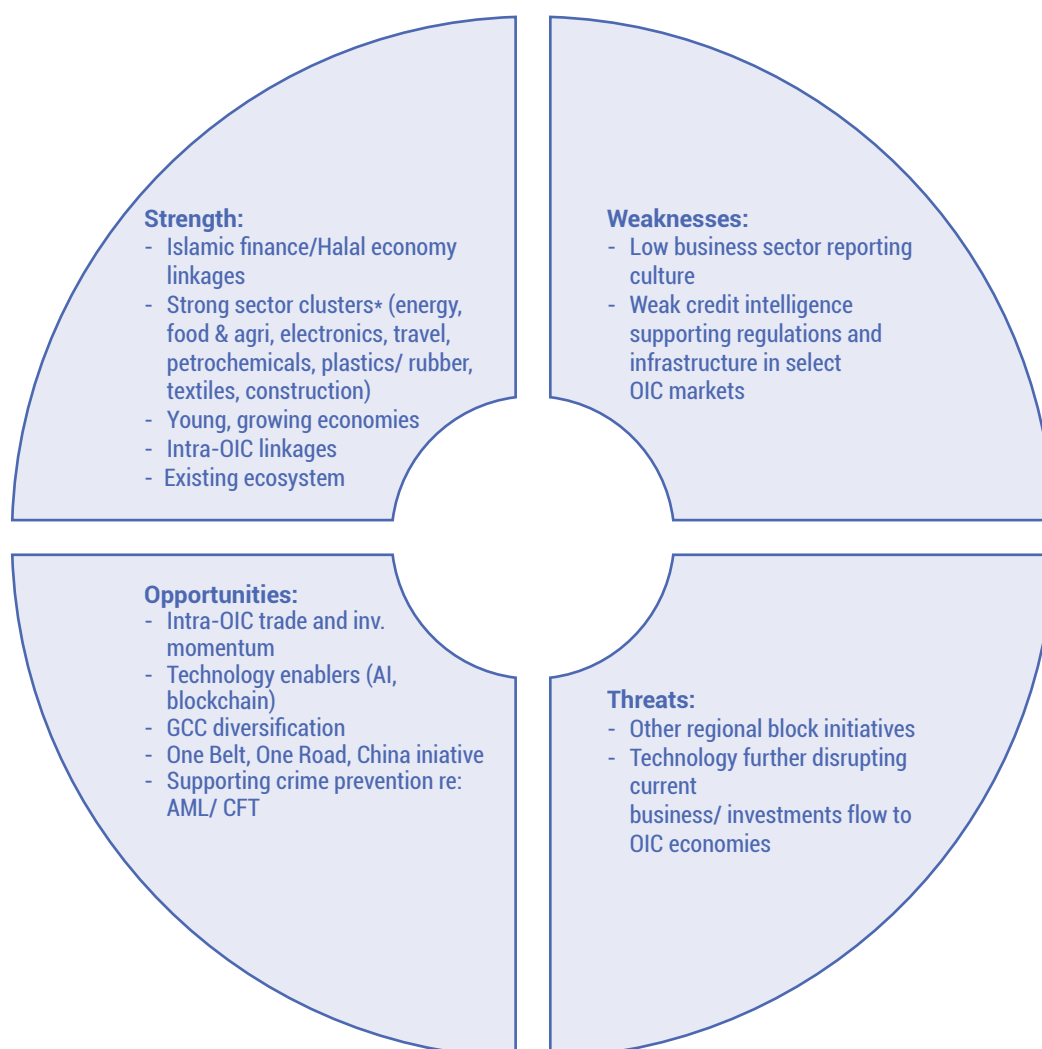 Strength:
- Islamic finance/Halal economy
linkages
- Strong sector clusters* (energy,
food & agri, electronics, travel,
petrochemicals, plastics/ rubber,
textiles, construction)
- Young, growing economies
- Intra-OIC linkages
- Existing ecosystem
Weaknesses:
- Low business sector reporting
culture
- Weak credit intelligence
supporting regulations and
infrastructure in select
OIC markets
Opportunities:
- Intra-OIC trade and inv.
momentum
- Technology enablers (AI,
blockchain)
- GCC diversification
- One Belt, One Road, China iniative
- Supporting crime prevention re:
AML/ CFT
Threats:
- Other regional block initiatives
- Technology further disrupting
current
business/ investments flow to
OIC economies